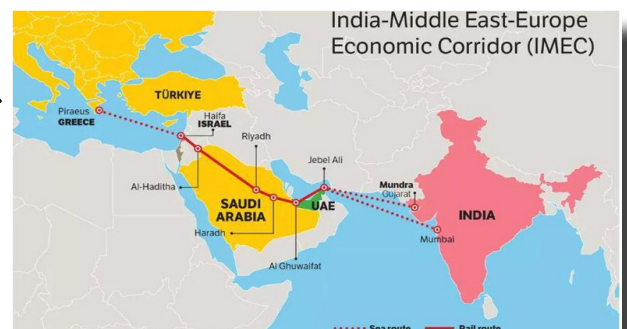 India-Middle East-Europe
Economic Corridor (IMEC)
TÜRKIYE
Piraeus
GREECE
Haifa
ISRAEL
Riyadh
Jebel Ali
Al-Haditha
Mundra
Gujarat
SAUDI
ARABIA
UAE
INDIA
Haradh
Mumbai
Al Ghuwaifat
Sea route
Rail route